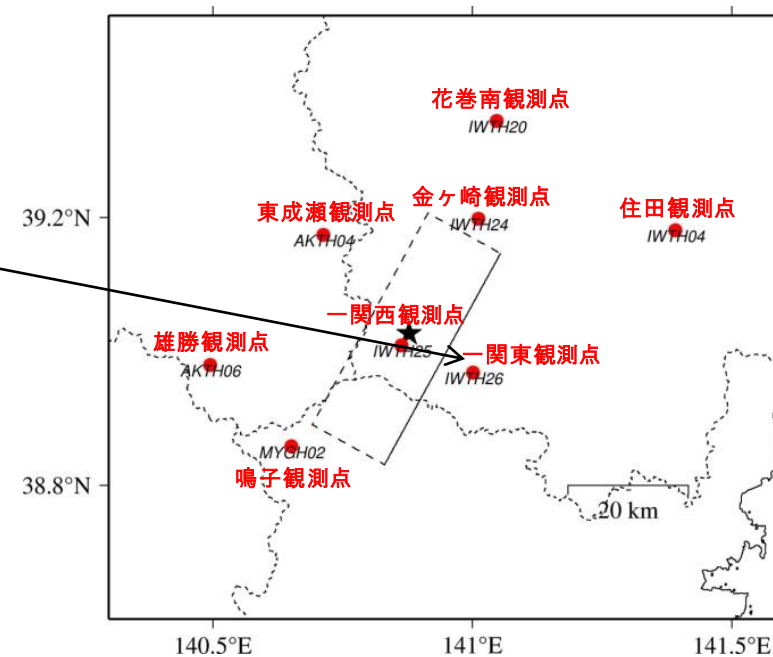 花巻南観測点
IWTH20
39.2°N
東成瀬観測点
AKTH04
金ヶ崎観測点
IWTH24
住田観測点
IWTH04
一関西観測点
IWTH25
雄勝観測点
AKTH06
一関東観測点
IWTH26
MYGH02
鳴子観測点
38.8°N
20 km
140.5°E
141°E
141.5°E